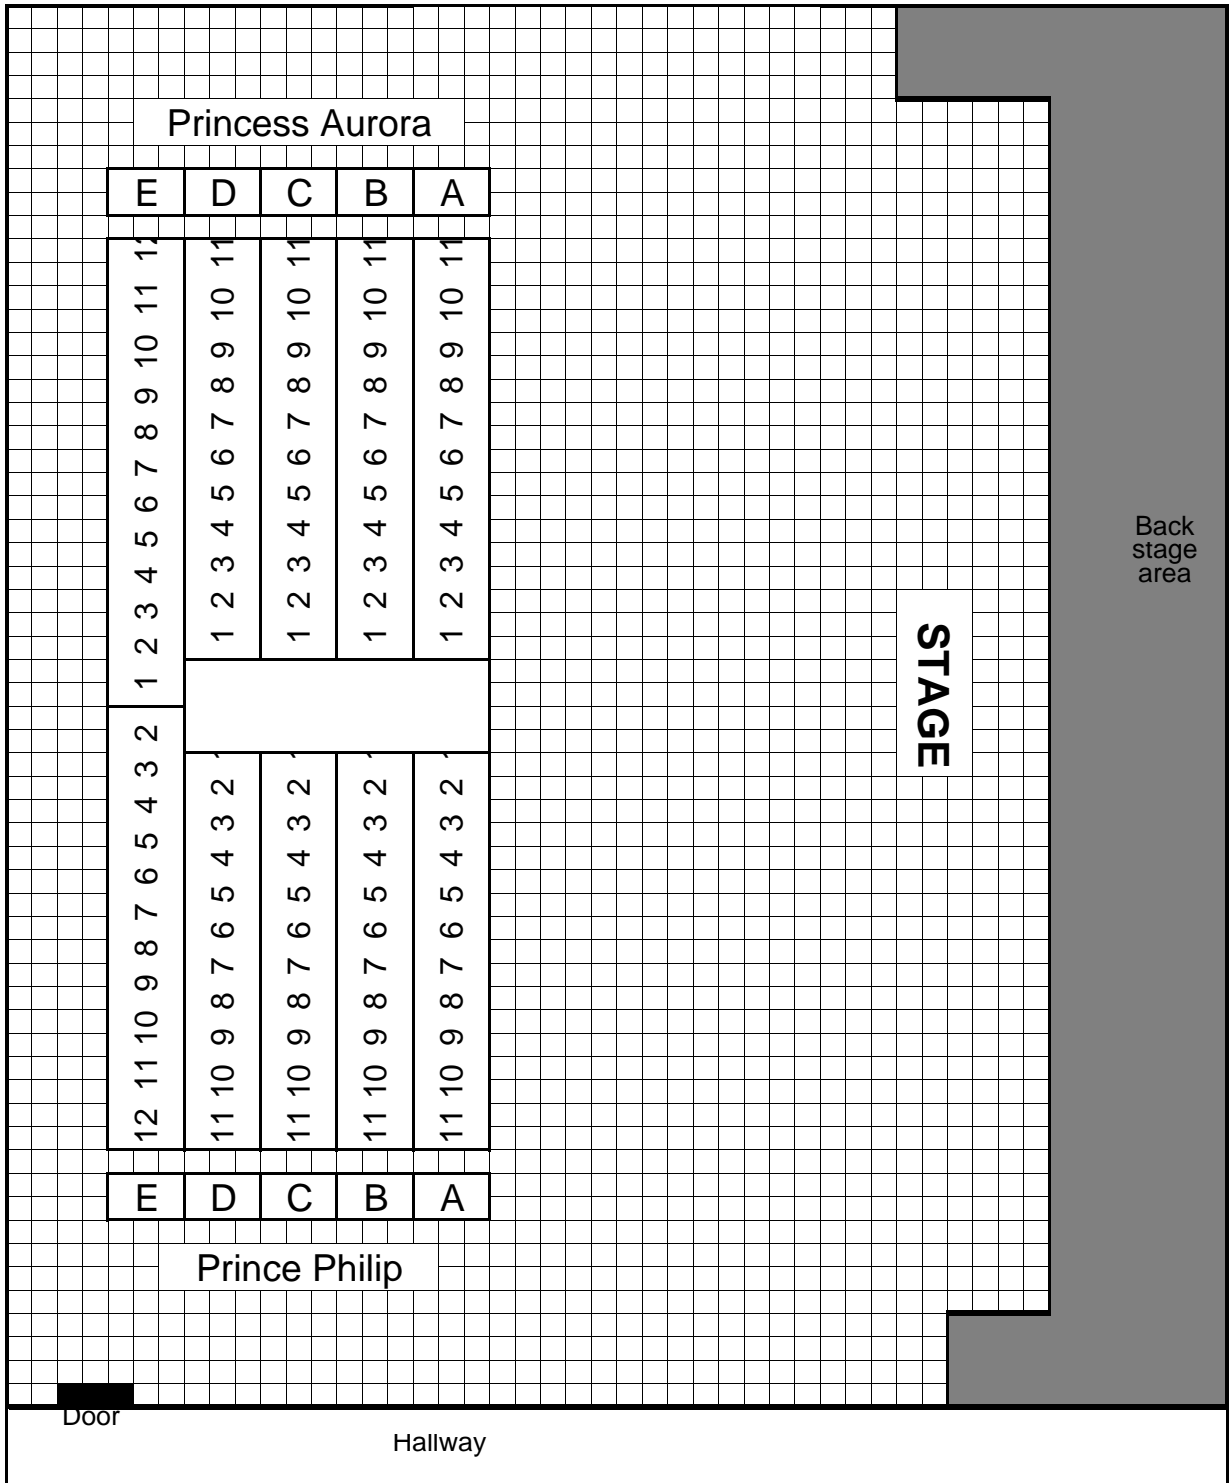 Princess Aurora
E D C B A
1 2 3 4 5 6 7 8 9 10 11 12
1 2 3 4 5 6 7 8 9 10 11
1 2 3 4 5 6 7 8 9 10 11
1 2 3 4 5 6 7 8 9 10 11
1 2 3 4 5 6 7 8 9 10 11
12 11 10 9 8 7 6 5 4 3 2
11 10 9 8 7 6 5 4 3 2
11 10 9 8 7 6 5 4 3 2
11 10 9 8 7 6 5 4 3 2
11 10 9 8 7 6 5 4 3 2
E D C B A
Prince Philip
STAGE
Back
stage
area
Door
Hallway